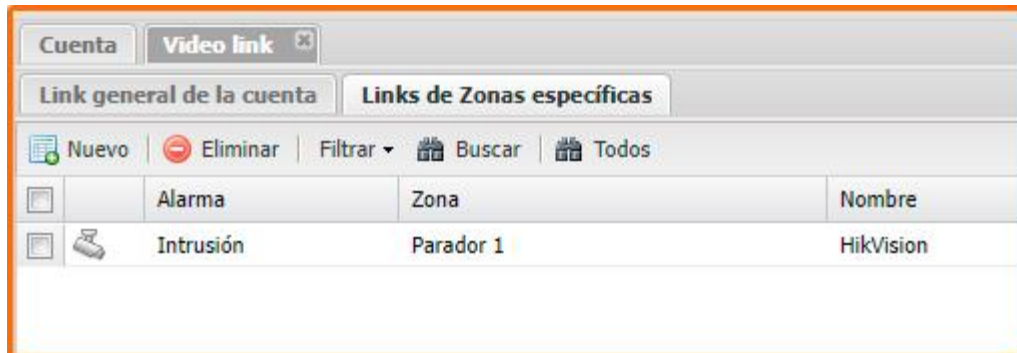 Cuenta Video link
Link general de la cuenta Links de Zonas específicas
Nuevo Eliminar Filtrar Buscar Todos
Alarma Zona Nombre
Intrusión Parador 1 HikVision